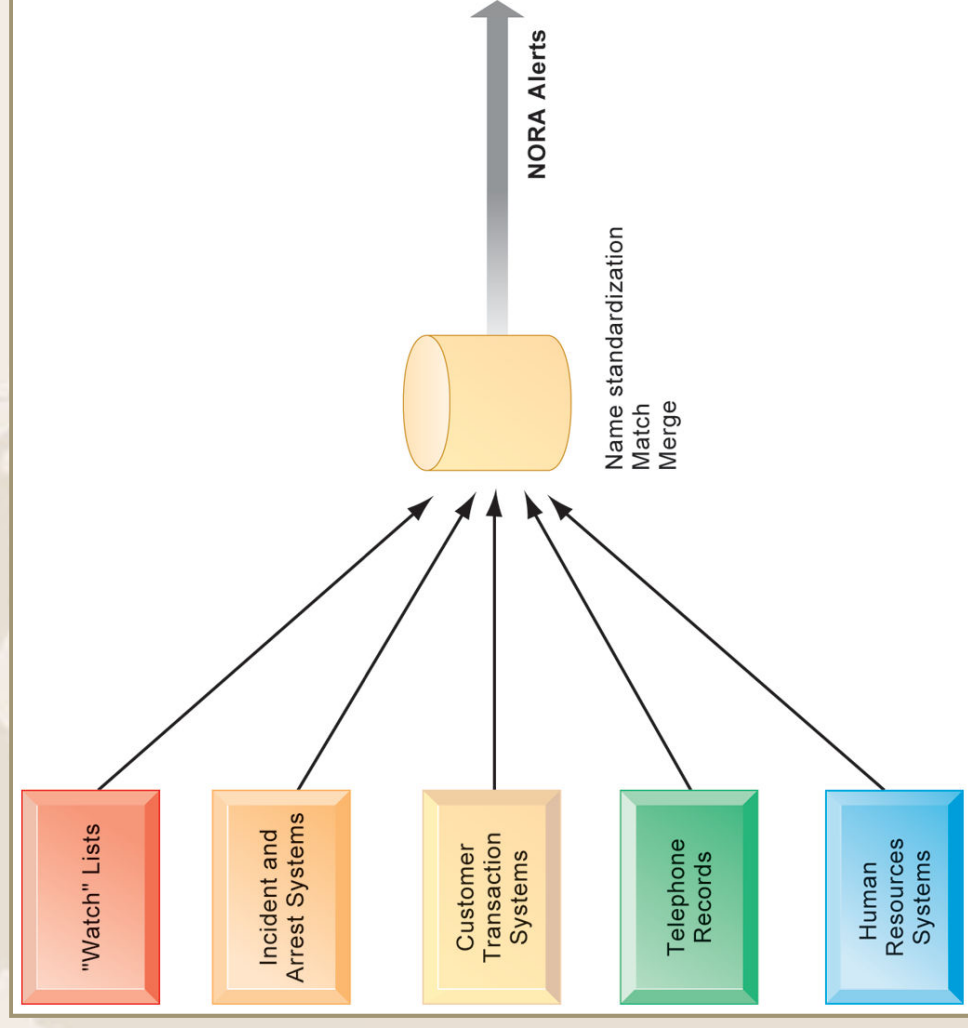 "Watch" Lists
Incident and
Arrest Systems
Customer
Transaction
Systems
Telephone
Records
Human
Resources
Systems
Name standardization
Match
Merge
NORA Alerts